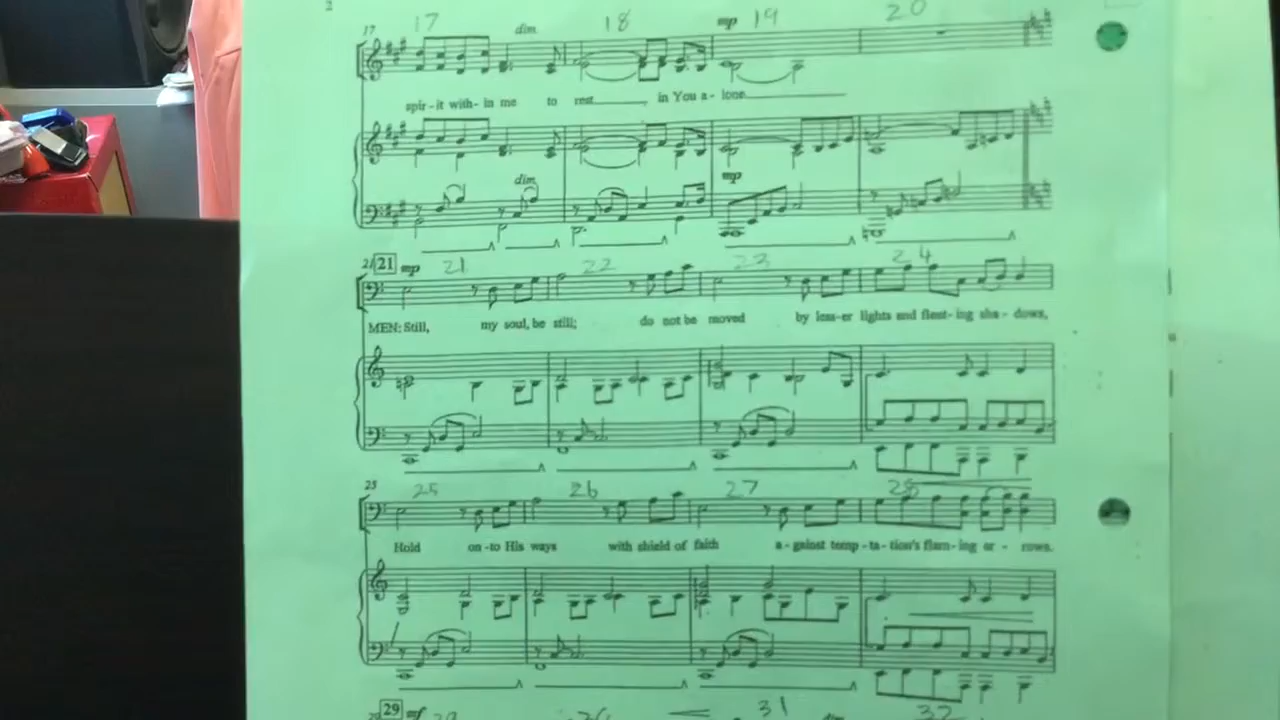 2
17 17 dim. 18 mp 19 20
spir - it with - in me to rest, in You a - lone.
dim. mp
21 21 mp 21 22 23 24
MEN: Still, my soul, be still; do not be moved by less-er lights and fleet-ing sha-dows,
25 25 26 27 28
Hold on-to His ways with shield of faith a-gainst temp-ta-tion's flam-ing ar-rows.
29 29 mf 31 32